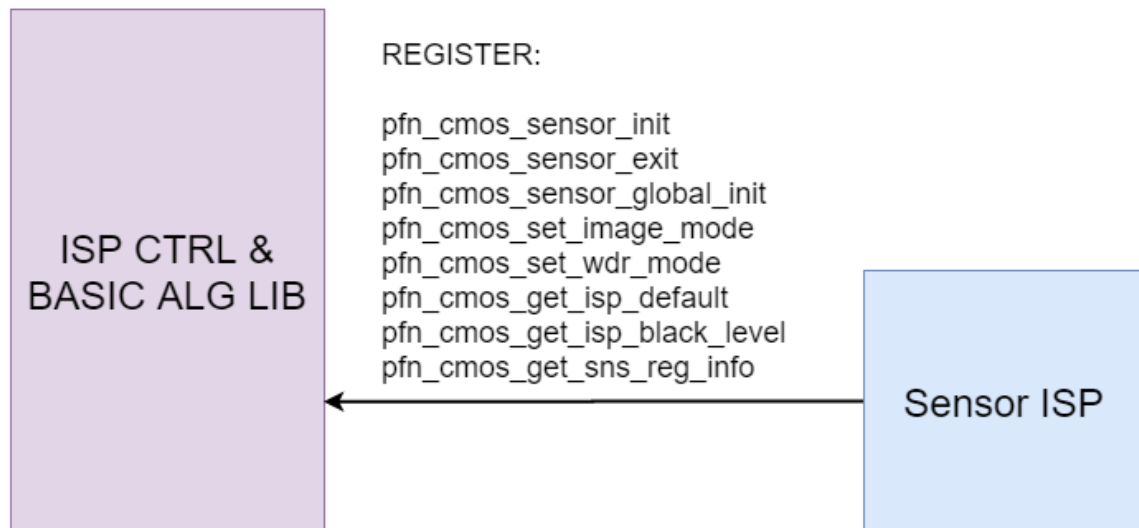 ISP CTRL &
BASIC ALG LIB
REGISTER:
pfn_cmos_sensor_init
pfn_cmos_sensor_exit
pfn_cmos_sensor_global_init
pfn_cmos_set_image_mode
pfn_cmos_set_wdr_mode
pfn_cmos_get_isp_default
pfn_cmos_get_isp_black_level
pfn_cmos_get_sns_reg_info
Sensor ISP